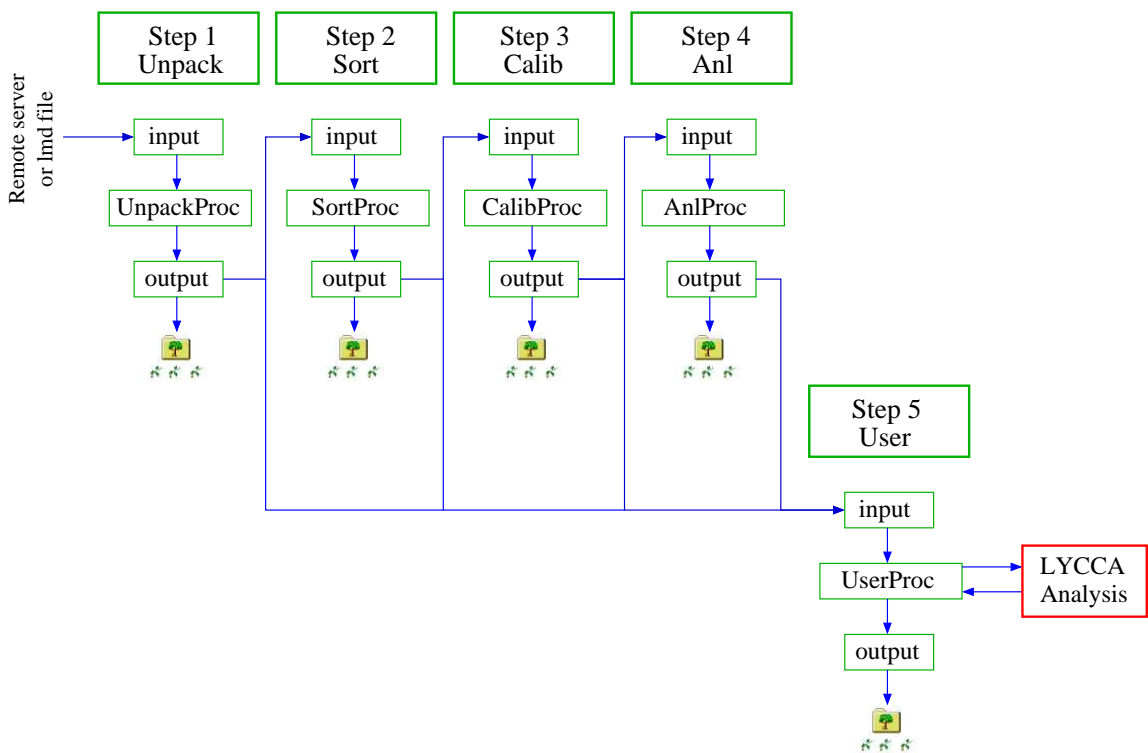 Step 1
Unpack
Step 2
Sort
Step 3
Calib
Step 4
Anl
Remote server
or lmd file
input
input
input
input
UnpackProc
SortProc
CalibProc
AnlProc
output
output
output
output
Step 5
User
input
UserProc
LYCCA
Analysis
output